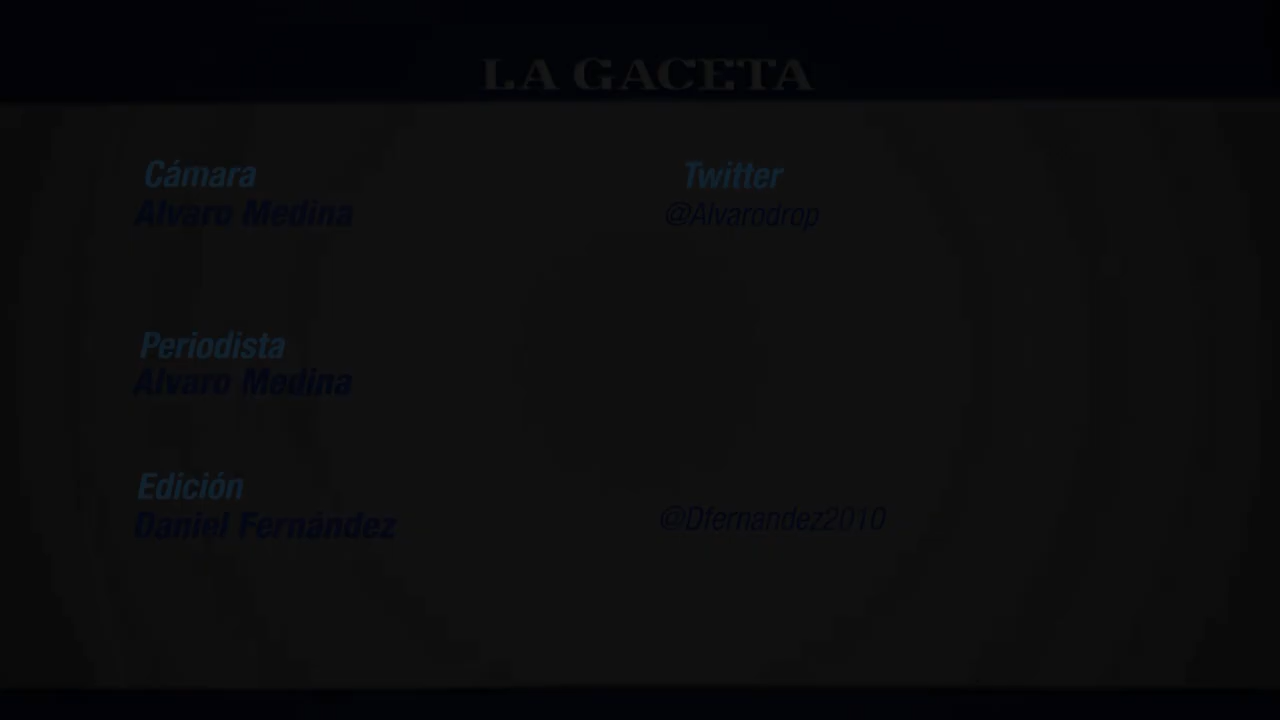 LA GACETA
Cámara
Alvaro Medina
Twitter
@Alvarodrop
Periodista
Alvaro Medina
Edición
Daniel Fernández
@Dfernandez2010